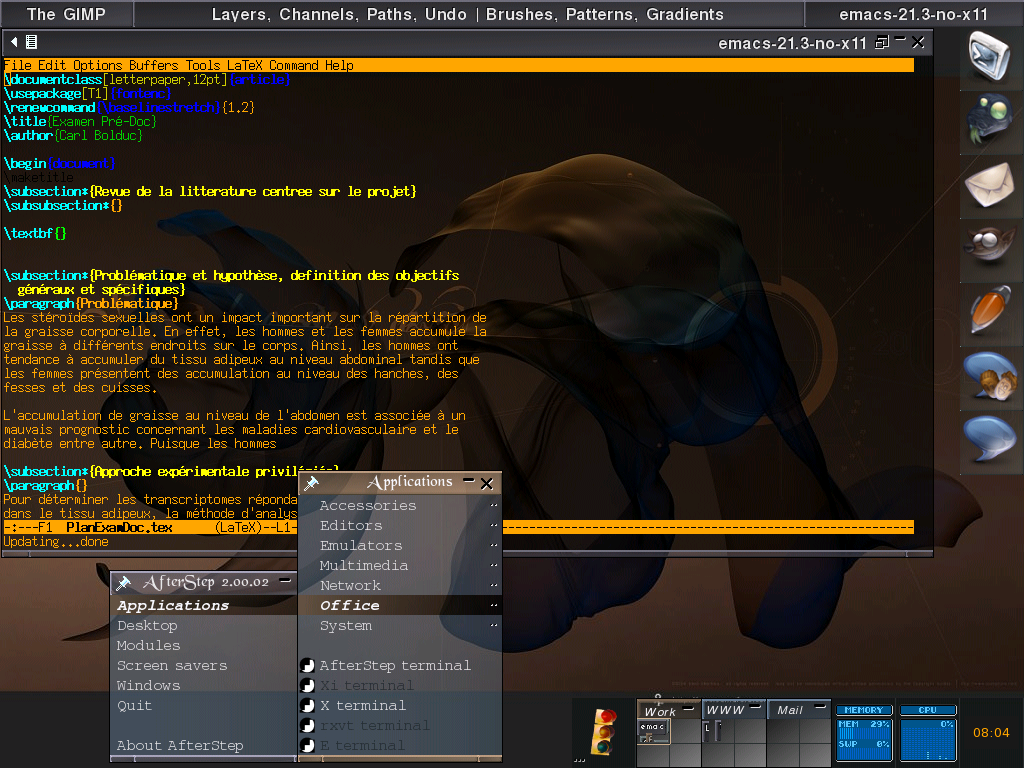 The GIMP
Layers, Channels, Paths, Undo | Brushes, Patterns, Gradients
emacs-21.3-no-x11
emacs-21.3-no-x11
File Edit Options Buffers Tools LaTeX Command Help
\documentclass[letterpaper,12pt]{article}
\usepackage[T1]{fontenc}
\renewcommand{\baselinestretch}{1.2}
\title{Examen Pré-Doc}
\author{Carl Bolduc}
\begin{document}
\maketitle
\subsection*{Revue de la litterature centree sur le projet}
\subsubsection*{}
\textbf{}
\subsection*{Problématique et hypothèse, definition des objectifs
généraux et spécifiques}
\paragraph{Problématique}
Les stéroïdes sexuelles ont un impact important sur la répartition de
la graisse corporelle. En effet, les hommes et les femmes accumule la
graisse à différents endroits sur le corps. Ainsi, les hommes ont
tendance à accumuler du tissu adipeux au niveau abdominal tandis que
les femmes présentent des accumulation au niveau des hanches, des
fesses et des cuisses.
L'accumulation de graisse au niveau de l'abdomen est associée à un
mauvais prognostic concernant les maladies cardiovasculaire et le
diabète entre autre. Puisque les hommes
\subsection*{Approche expérimentale privilégiée}
\paragraph{}
Pour déterminer les transcriptomes réponda
dans le tissu adipeux, la méthode d'analys
-:---F1 PlanExamDoc.tex (LaTeX)--L1-
Updating...done
Applications
Accessories
Editors
Emulators
Multimedia
Network
Office
System
AfterStep terminal
Xi terminal
X terminal
rxvt terminal
E terminal
AfterStep 2.00.02
Applications
Desktop
Modules
Screen savers
Windows
Quit
About AfterStep
Work
WWW
Mail
emac
L
MEMORY
MEM 29%
SWP 0%
CPU
0%
08:04